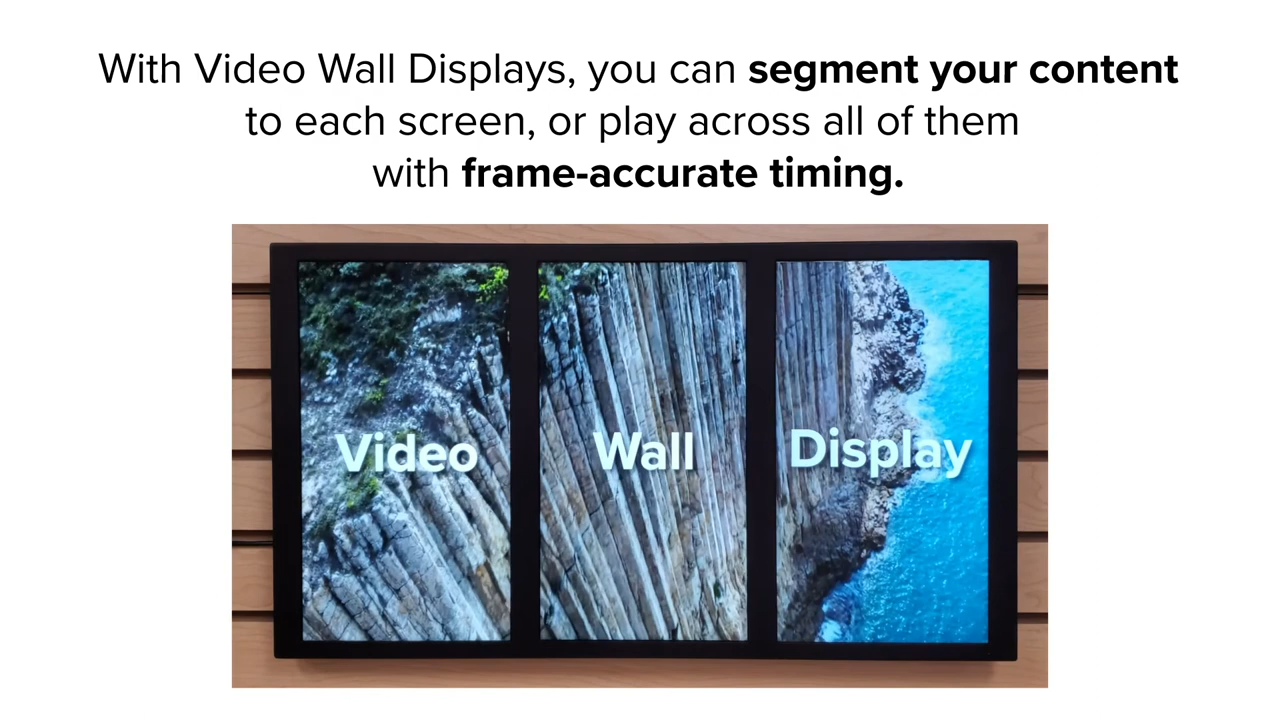 With Video Wall Displays, you can segment your content
to each screen, or play across all of them
with frame-accurate timing.
Video Wall Display